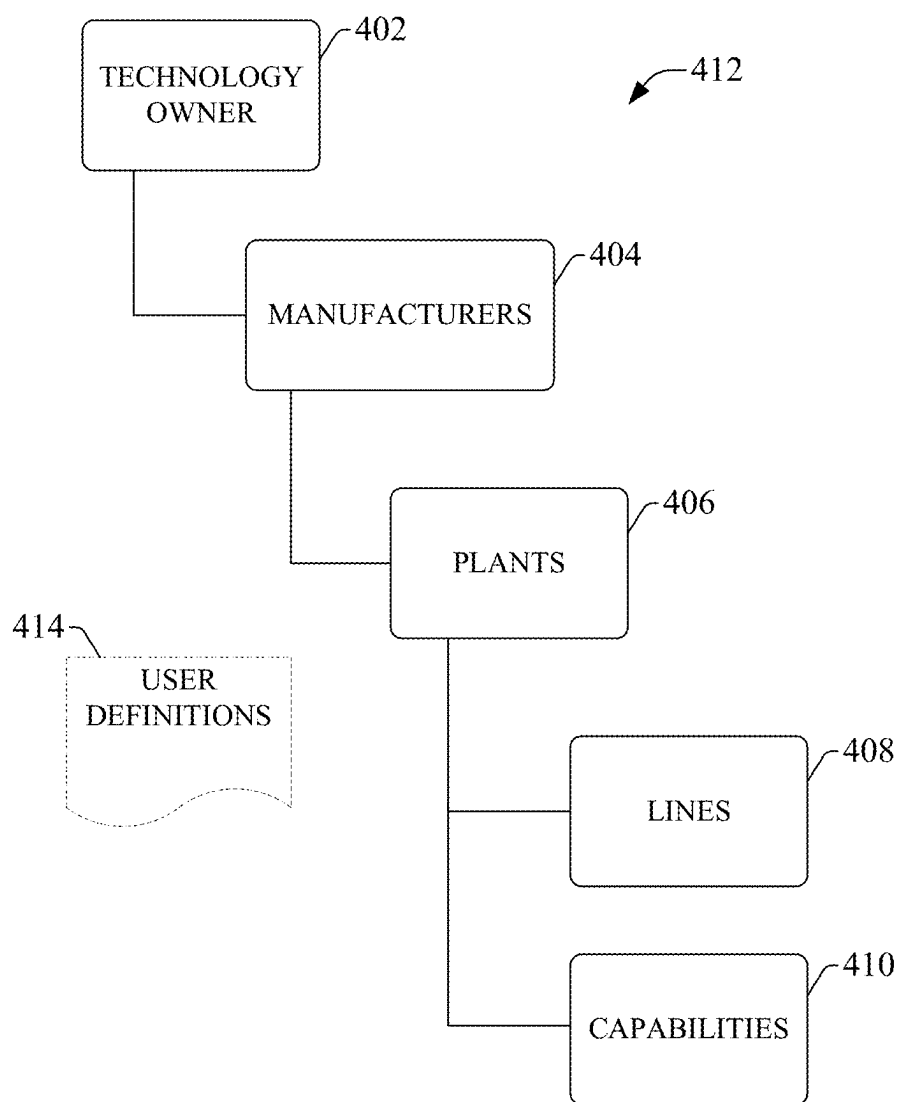 402
TECHNOLOGY
OWNER
412
404
MANUFACTURERS
406
PLANTS
414
USER
DEFINITIONS
408
LINES
410
CAPABILITIES